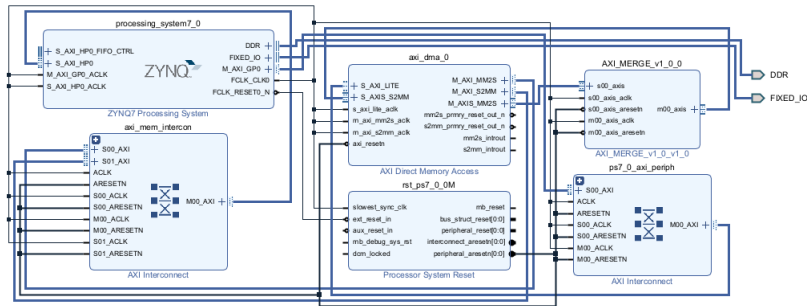 processing_system7_0
S_AXI_HP0_FIFO_CTRL
S_AXI_HP0
M_AXI_GP0_ACLK
S_AXI_HP0_ACLK
ZYNQ
DDR
FIXED_IO
M_AXI_GP0
FCLK_CLK0
FCLK_RESET0_N
ZYNQ7 Processing System
axi_dma_0
S_AXI_LITE
S_AXIS_S2MM
s_axi_lite_aclk
m_axi_mm2s_aclk
m_axi_s2mm_aclk
axi_resetn
M_AXI_MM2S
M_AXI_S2MM
M_AXIS_MM2S
mm2s_prmry_reset_out_n
s2mm_prmry_reset_out_n
mm2s_introut
s2mm_introut
AXI Direct Memory Access
AXI_MERGE_v1_0_0
s00_axis
s00_axis_aclk
s00_axis_aresetn
m00_axis_aclk
m00_axis_aresetn
m00_axis
AXI_MERGE_v1_0_v1_0
DDR
FIXED_IO
axi_mem_intercon
S00_AXI
S01_AXI
ACLK
ARESETN
S00_ACLK
S00_ARESETN
M00_ACLK
M00_ARESETN
S01_ACLK
S01_ARESETN
M00_AXI
AXI Interconnect
rst_ps7_0_0M
slowest_sync_clk
ext_reset_in
aux_reset_in
mb_debug_sys_rst
dcm_locked
mb_reset
bus_struct_reset[0:0]
peripheral_reset[0:0]
interconnect_aresetn[0:0]
peripheral_aresetn[0:0]
Processor System Reset
ps7_0_axi_periph
S00_AXI
ACLK
ARESETN
S00_ACLK
S00_ARESETN
M00_ACLK
M00_ARESETN
M00_AXI
AXI Interconnect